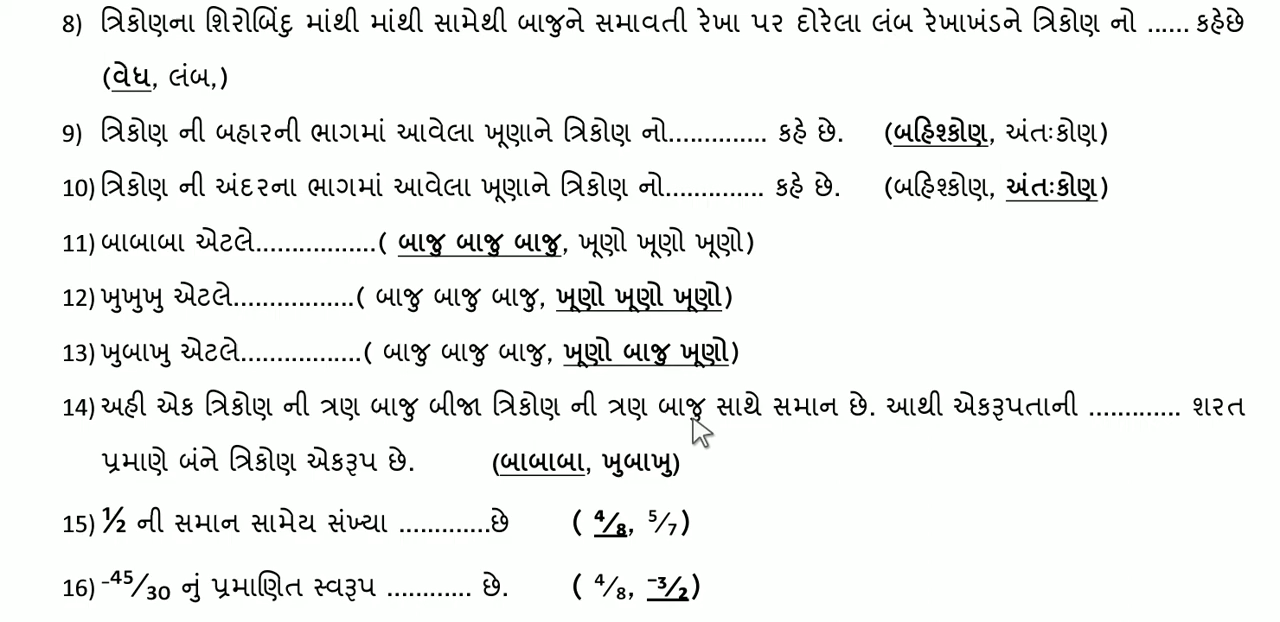 8) ત્રિકોણના શિરોબિંદુ માંથી માંથી સામેથી બાજુને સમાવતી રેખા પર દોરેલા લંબ રેખાખંડને ત્રિકોણ નો ...... કહેછે
(વેધ, લંબ,)
9) ત્રિકોણ ની બહારની ભાગમાં આવેલા ખૂણાને ત્રિકોણ નો.............. કહે છે. (બહિશ્કોણ, અંતઃકોણ)
10) ત્રિકોણ ની અંદરના ભાગમાં આવેલા ખૂણાને ત્રિકોણ નો.............. કહે છે. (બહિશ્કોણ, અંતઃકોણ)
11) બાબાબા એટલે.................( બાજુ બાજુ બાજુ, ખૂણો ખૂણો ખૂણો)
12) ખુખુખુ એટલે.................( બાજુ બાજુ બાજુ, ખૂણો ખૂણો ખૂણો)
13) ખુબાખુ એટલે.................( બાજુ બાજુ બાજુ, ખૂણો બાજુ ખૂણો)
14) અહી એક ત્રિકોણ ની ત્રણ બાજુ બીજા ત્રિકોણ ની ત્રણ બાજુ સાથે સમાન છે. આથી એકરૂપતાની ............. શરત
પ્રમાણે બંને ત્રિકોણ એકરૂપ છે. (બાબાબા, ખુબાખુ)
15) ½ ની સમાન સામેય સંખ્યા .............છે ( ⁴/₈, ⁵/₇)
16) ⁻⁴⁵/₃₀ નું પ્રમાણિત સ્વરૂપ ............ છે. ( ⁴/₈, ⁻³/₂)